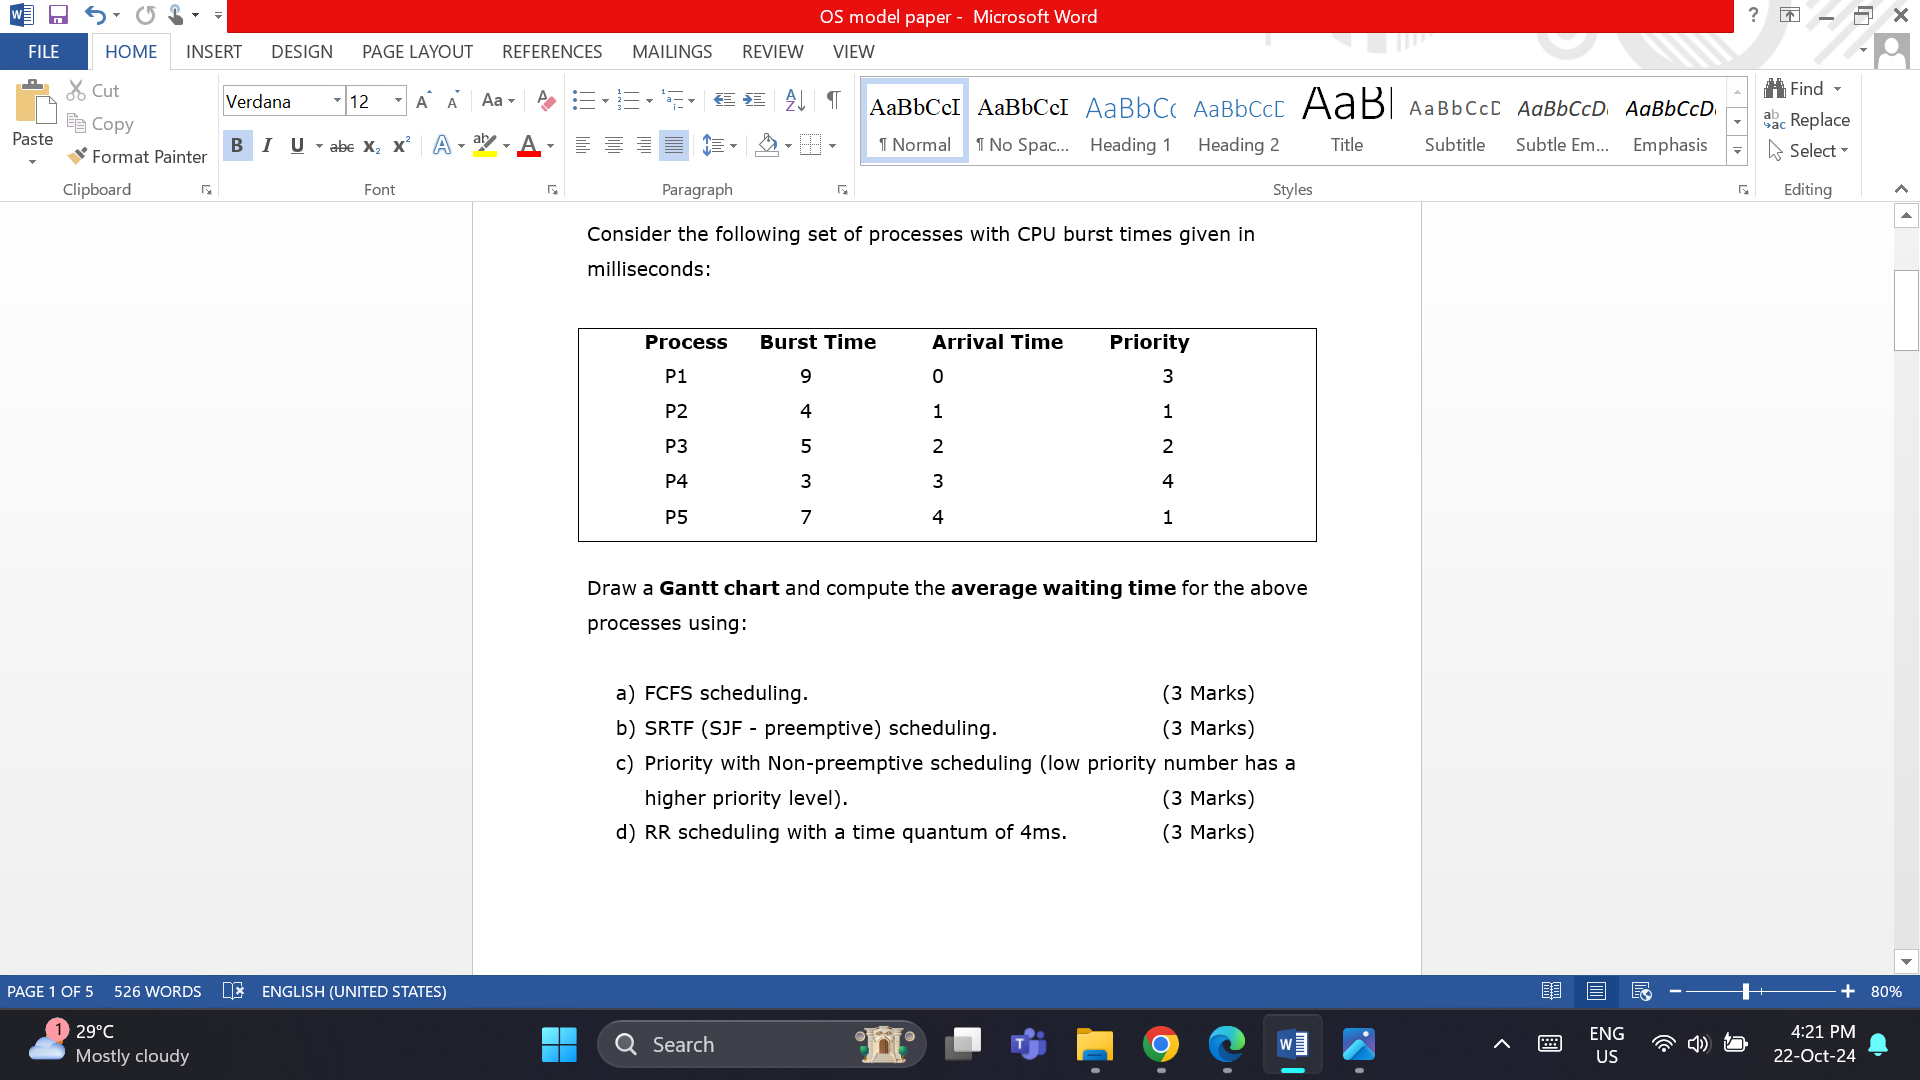 OS model paper - Microsoft Word
FILE HOME INSERT DESIGN PAGE LAYOUT REFERENCES MAILINGS REVIEW VIEW
Paste
Cut
Copy
Format Painter
Clipboard
Verdana 12
Font
Paragraph
AaBbCcI AaBbCcI AaBbCc AaBbCcD AaBl AaBbCcD AaBbCcD AaBbCcD
¶ Normal ¶ No Spac... Heading 1 Heading 2 Title Subtitle Subtle Em... Emphasis
Styles
Find
Replace
Select
Editing
Consider the following set of processes with CPU burst times given in
milliseconds:
Process Burst Time Arrival Time Priority
P1 9 0 3
P2 4 1 1
P3 5 2 2
P4 3 3 4
P5 7 4 1
Draw a Gantt chart and compute the average waiting time for the above
processes using:
a) FCFS scheduling. (3 Marks)
b) SRTF (SJF - preemptive) scheduling. (3 Marks)
c) Priority with Non-preemptive scheduling (low priority number has a
higher priority level). (3 Marks)
d) RR scheduling with a time quantum of 4ms. (3 Marks)
PAGE 1 OF 5 526 WORDS ENGLISH (UNITED STATES) 80%
1 29°C
Mostly cloudy
Search
ENG
US
4:21 PM
22-Oct-24